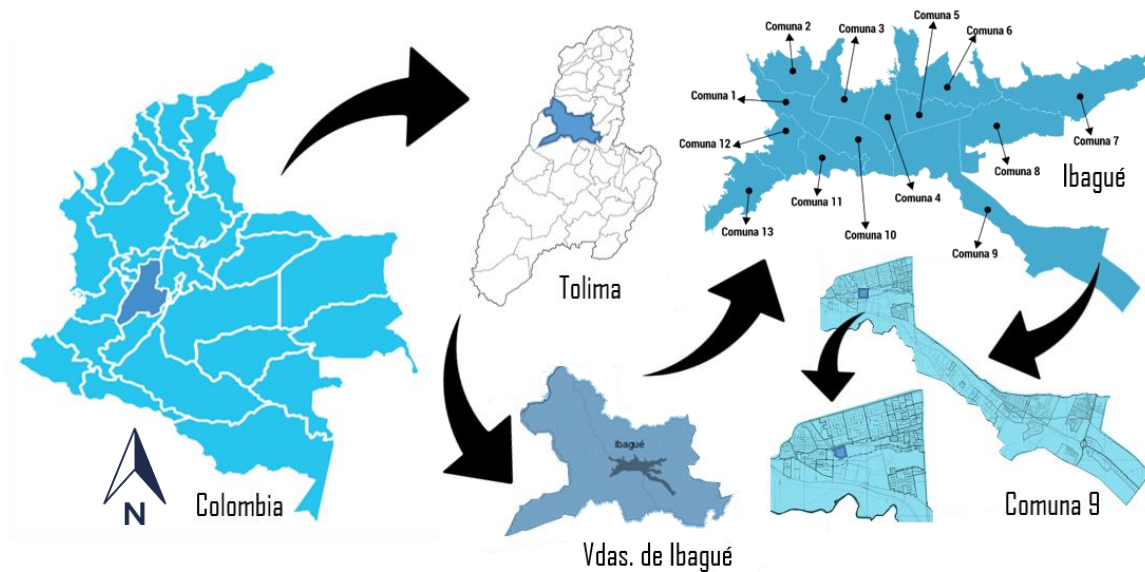 Comuna 2
Comuna 3
Comuna 5
Comuna 6
Comuna 1
Comuna 12
Comuna 7
Comuna 8
Ibagué
Comuna 11
Comuna 4
Comuna 13
Comuna 10
Comuna 9
Tolima
Ibagué
N
Colombia
Comuna 9
Vdas. de Ibagué